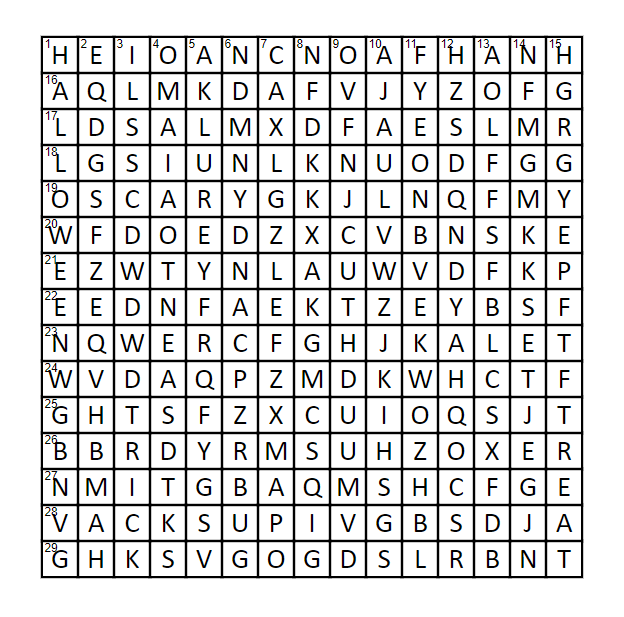 1 H 2 E 3 I 4 O 5 A 6 N 7 C 8 N 9 O 10 A 11 F 12 H 13 A 14 N 15 H
16 A Q L M K D A F V J Y Z O F G
17 L D S A L M X D F A E S L M R
18 L G S I U N L K N U O D F G G
19 O S C A R Y G K J L N Q F M Y
20 W F D O E D Z X C V B N S K E
21 E Z W T Y N L A U W V D F K P
22 E E D N F A E K T Z E Y B S F
23 N Q W E R C F G H J K A L E T
24 W V D A Q P Z M D K W H C T F
25 G H T S F Z X C U I O Q S J T
26 B B R D Y R M S U H Z O X E R
27 N M I T G B A Q M S H C F G E
28 V A C K S U P I V G B S D J A
29 G H K S V G O G D S L R B N T